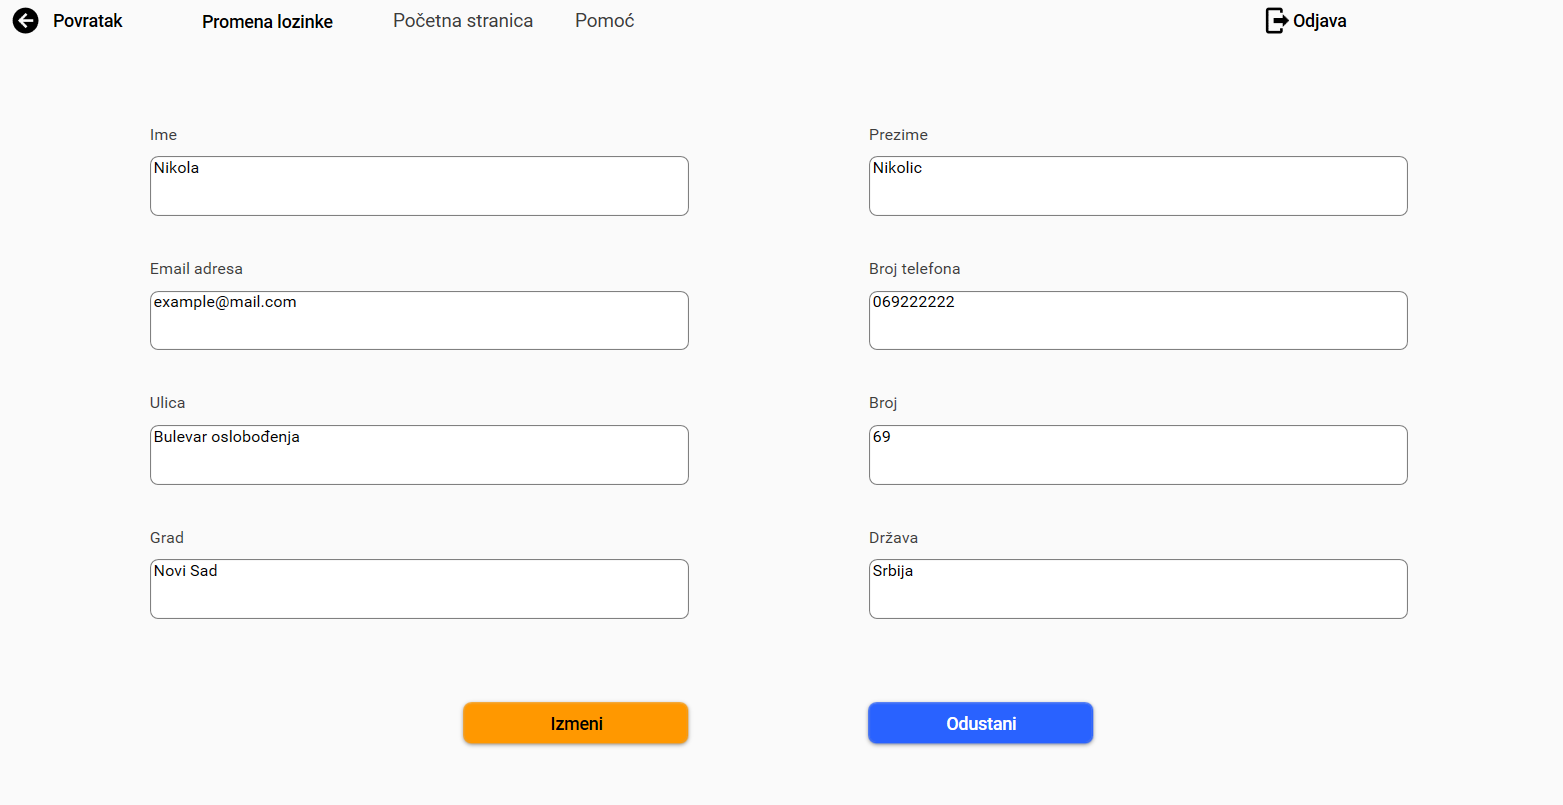 Povratak
Promena lozinke
Početna stranica
Pomoć
Odjava
Ime
Prezime
Nikola
Nikolic
Email adresa
Broj telefona
example@mail.com
069222222
Ulica
Broj
Bulevar oslobođenja
69
Grad
Država
Novi Sad
Srbija
Izmeni
Odustani